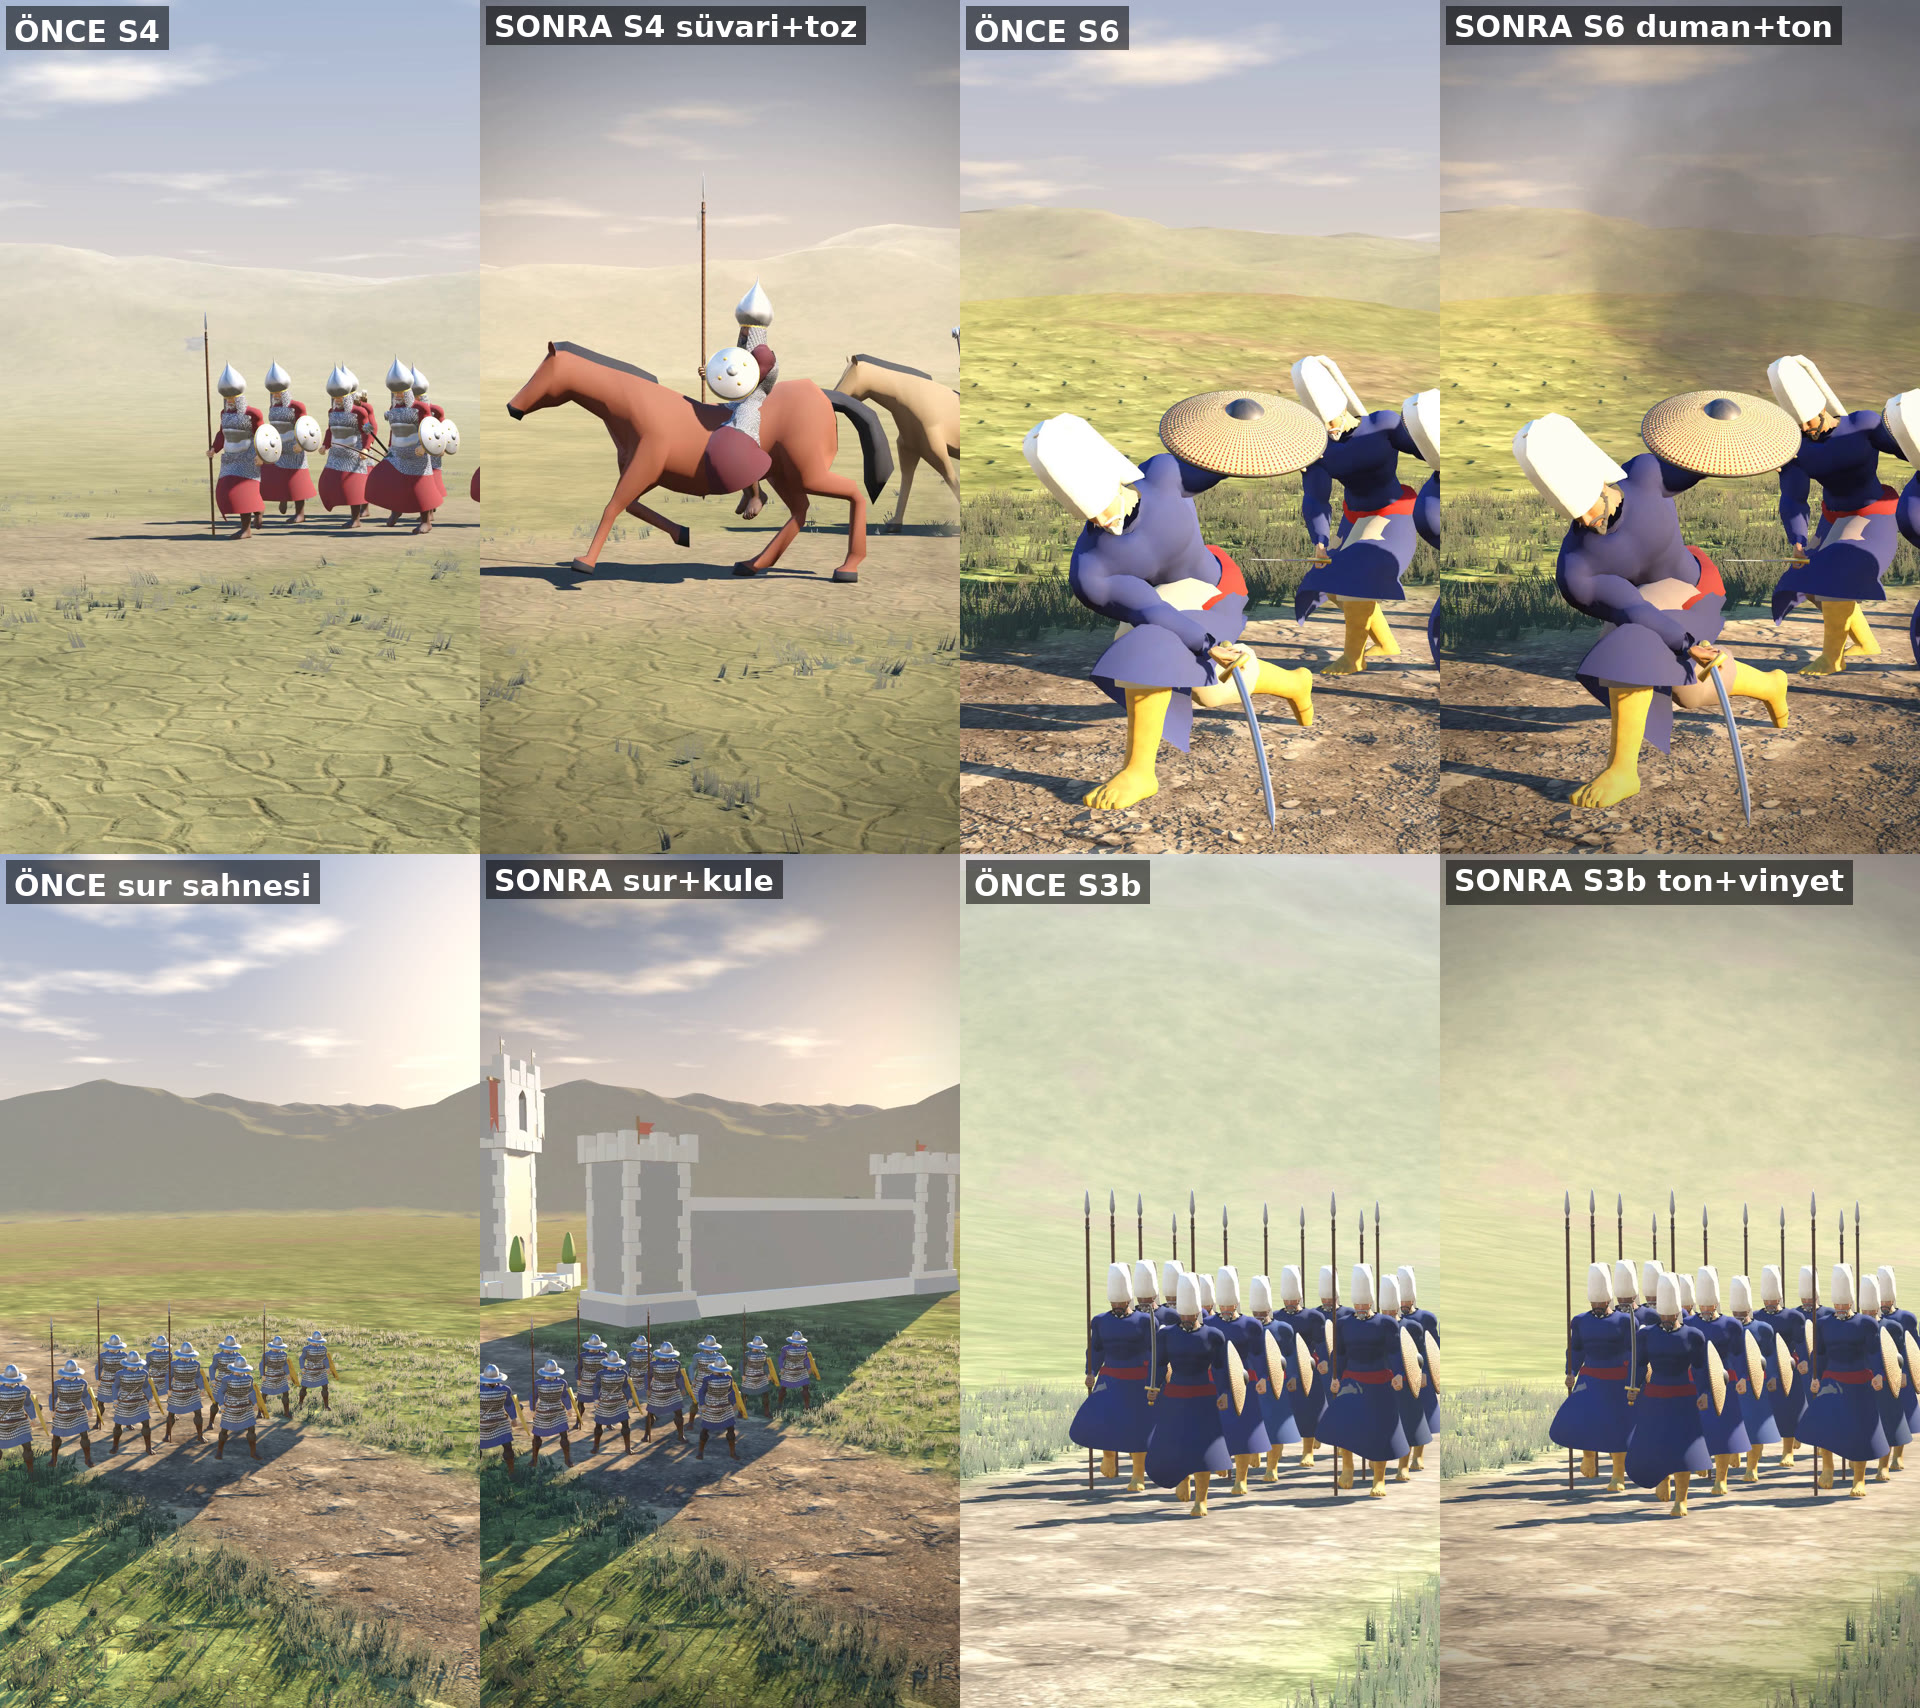 ÖNCE S4
SONRA S4 süvari+toz
ÖNCE S6
SONRA S6 duman+ton
ÖNCE sur sahnesi
SONRA sur+kule
ÖNCE S3b
SONRA S3b ton+vinyet